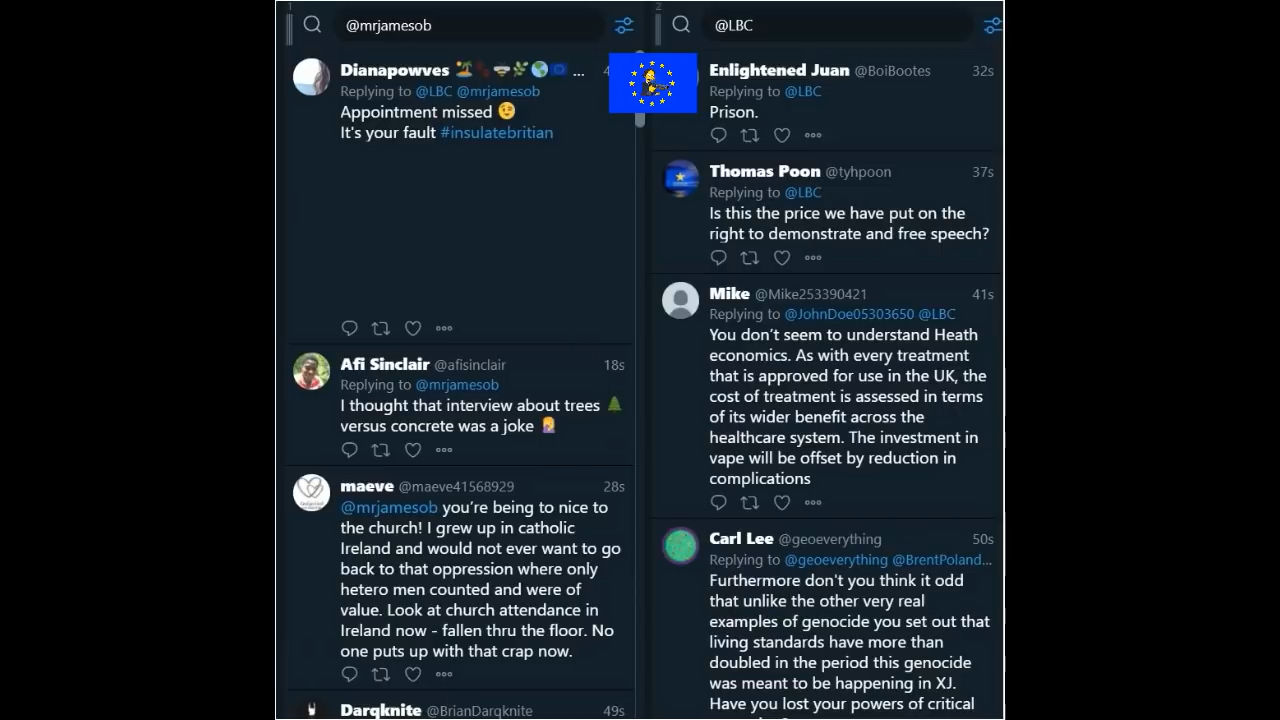 1
@mrjamesob
Dianapowves ...
Replying to @LBC @mrjamesob
Appointment missed
It's your fault #insulatebritian
Afi Sinclair @afisinclair 18s
Replying to @mrjamesob
I thought that interview about trees
versus concrete was a joke
maeve @maeve41568929 28s
@mrjamesob you're being to nice to
the church! I grew up in catholic
Ireland and would not ever want to go
back to that oppression where only
hetero men counted and were of
value. Look at church attendance in
Ireland now - fallen thru the floor. No
one puts up with that crap now.
Darqknite @BrianDarqknite 49s
2
@LBC
Enlightened Juan @BoiBootes 32s
Replying to @LBC
Prison.
Thomas Poon @tyhpoon 37s
Replying to @LBC
Is this the price we have put on the
right to demonstrate and free speech?
Mike @Mike253390421 41s
Replying to @JohnDoe05303650 @LBC
You don't seem to understand Heath
economics. As with every treatment
that is approved for use in the UK, the
cost of treatment is assessed in terms
of its wider benefit across the
healthcare system. The investment in
vape will be offset by reduction in
complications
Carl Lee @geoeverything 50s
Replying to @geoeverything @BrentPoland...
Furthermore don't you think it odd
that unlike the other very real
examples of genocide you set out that
living standards have more than
doubled in the period this genocide
was meant to be happening in XJ.
Have you lost your powers of critical